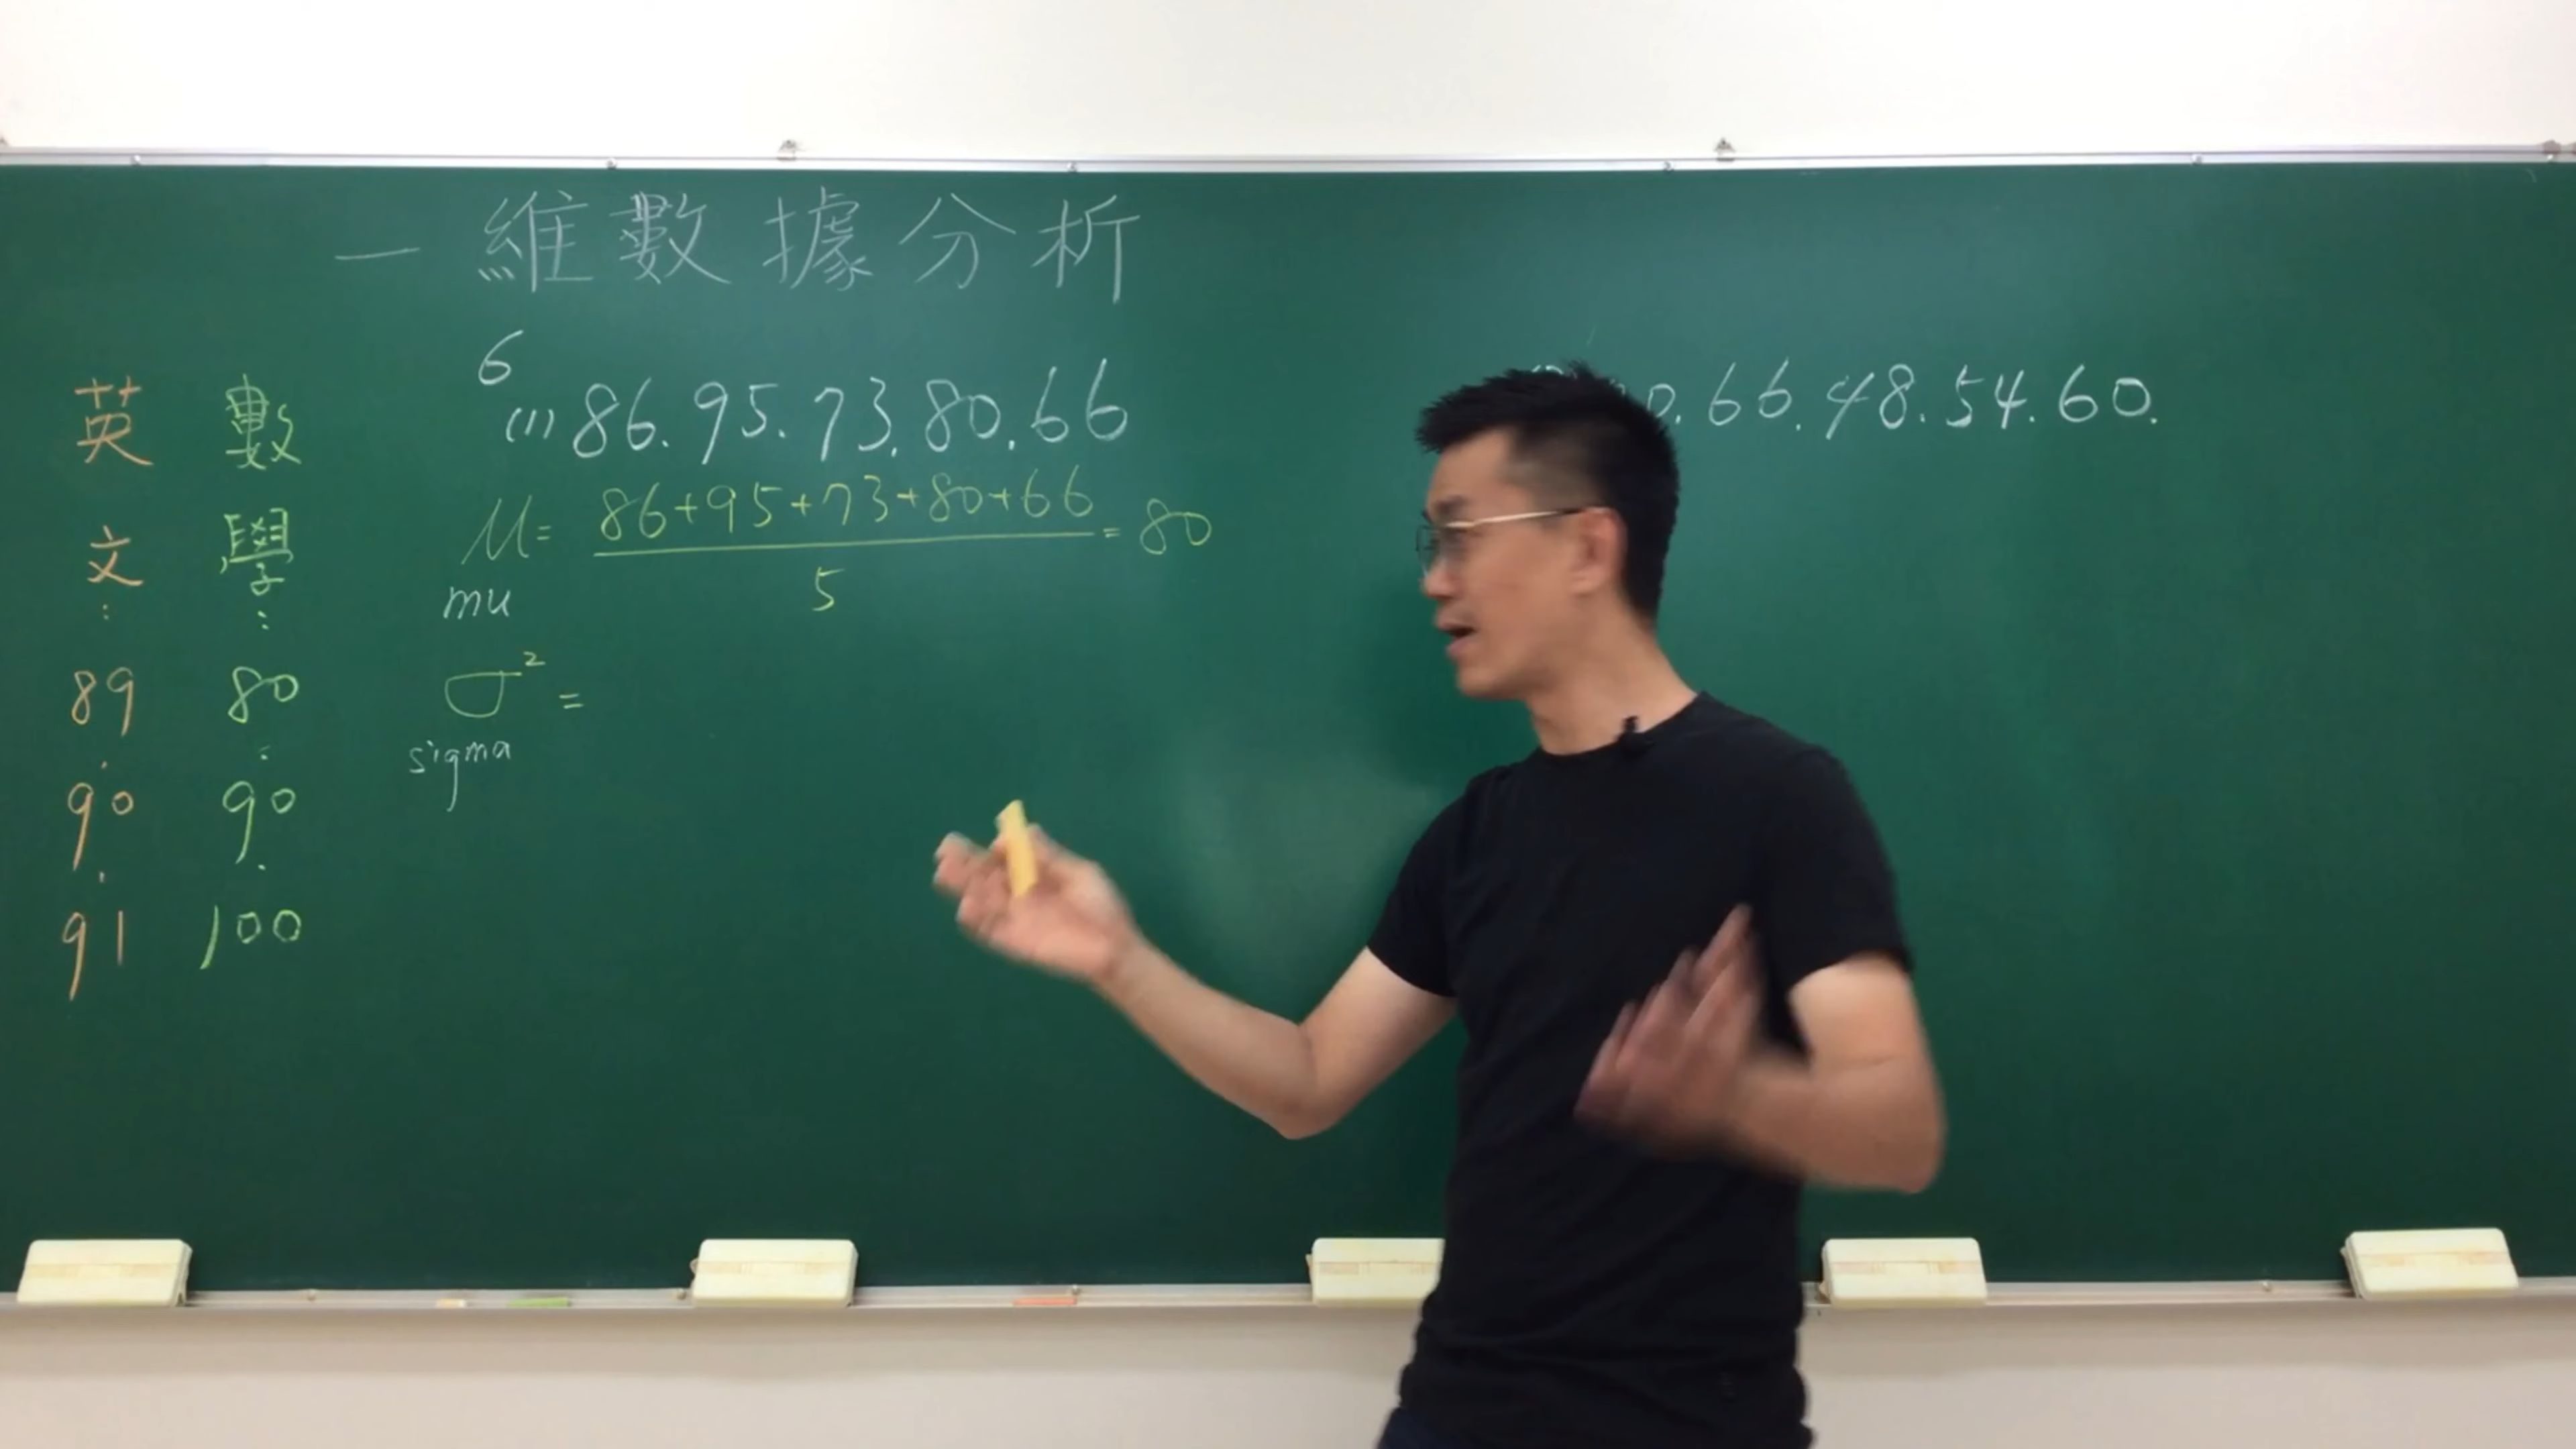 一維數據分析
6
(1) 86. 95. 73. 80. 66
0. 66. 48. 54. 60.
μ = 86+95+73+80+66 / 5 = 80
mu
σ² =
sigma
英文
:
89
.
90
.
91
數學
:
80
:
90
.
100